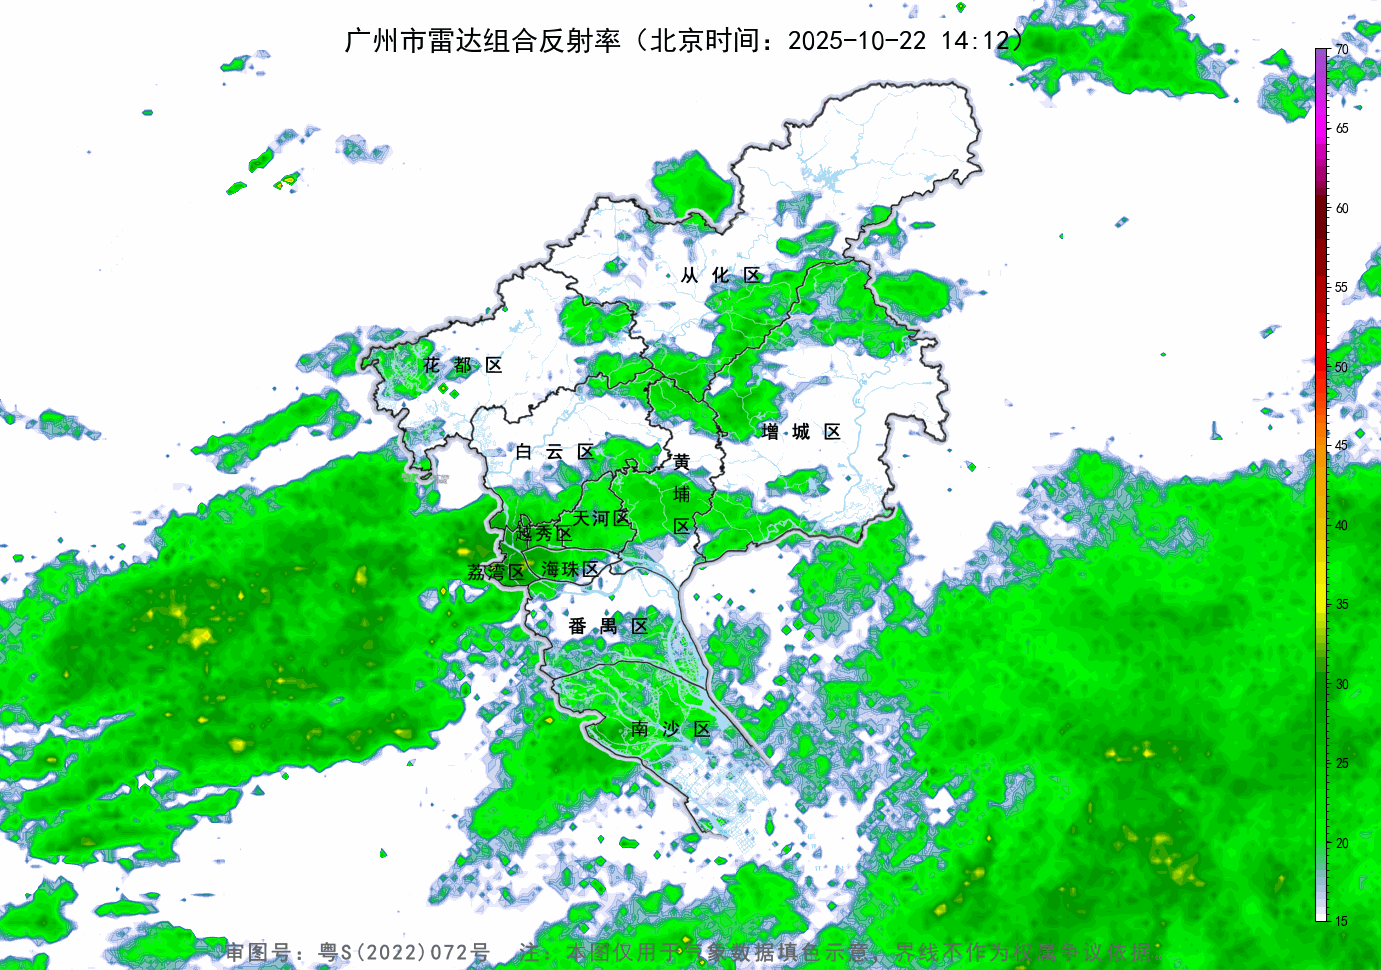 广州市雷达组合反射率（北京时间：2025-10-22 14:12）
70
65
60
从化区
55
花都区
50
增城区
45
白云区
黄埔区
天河区
40
越秀区
荔湾区
海珠区
35
番禺区
30
南沙区
25
20
15
审图号：粤S(2022)072号 注：本图仅用于气象数据填色示意，界线不作为权属争议依据。